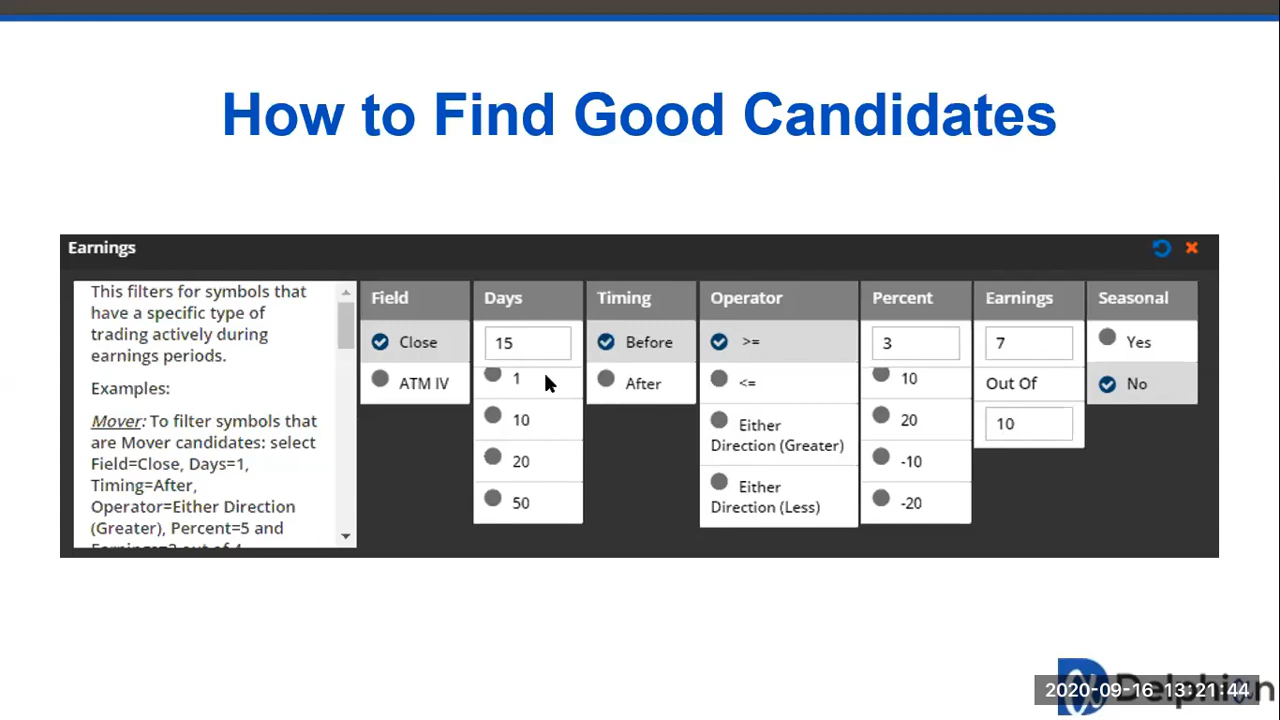 How to Find Good Candidates
Earnings
This filters for symbols that
have a specific type of
trading actively during
earnings periods.
Examples:
Mover: To filter symbols that
are Mover candidates: select
Field=Close, Days=1,
Timing=After,
Operator=Either Direction
(Greater), Percent=5 and
Field
Close
ATM IV
Days
15
1
10
20
50
Timing
Before
After
Operator
>=
<=
Either
Direction (Greater)
Either
Direction (Less)
Percent
3
10
20
-10
-20
Earnings
7
Out Of
10
Seasonal
Yes
No
Delphian
2020-09-16 13:21:44